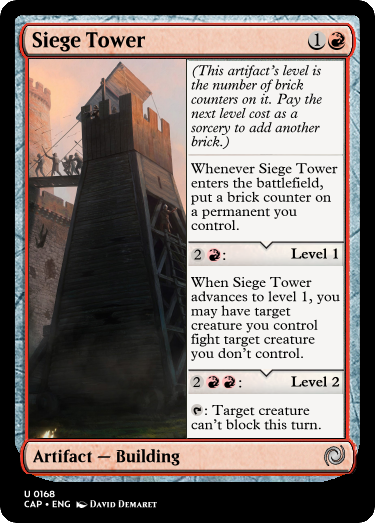 Siege Tower 1
(This artifact's level is
the number of brick
counters on it. Pay the
next level cost as a
sorcery to add another
brick.)
Whenever Siege Tower
enters the battlefield,
put a brick counter on
a permanent you
control.
2 : Level 1
When Siege Tower
advances to level 1, you
may have target
creature you control
fight target creature
you don't control.
2 : Level 2
: Target creature
can't block this turn.
Artifact — Building
U 0168
CAP • ENG DAVID DEMARET